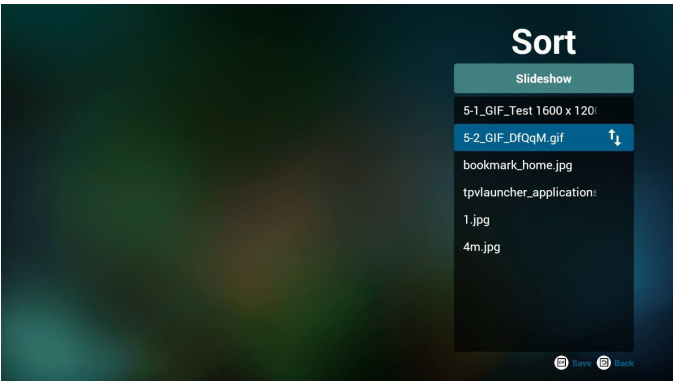 Sort
Slideshow
5-1_GIF_Test 1600 x 120
5-2_GIF_DfQqM.gif
bookmark_home.jpg
tpvlauncher_applications
1.jpg
4m.jpg
Save Back